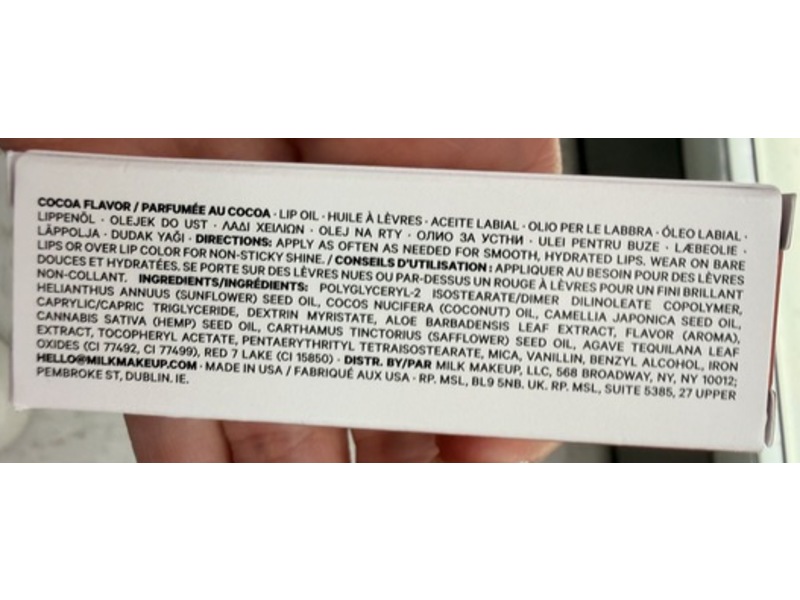 COCOA FLAVOR / PARFUMÉE AU COCOA · LIP OIL · HUILE À LÈVRES · ACEITE LABIAL · OLIO PER LE LABBRA · ÓLEO LABIAL ·
LIPPENÖL · OLEJEK DO UST · ΛΑΔΙ ΧΕΙΛΙΩΝ · OLEJ NA RTY · ОЛИО ЗА УСТНИ · ULEI PENTRU BUZE · LÆBEOLIE ·
LÄPPOLJA · DUDAK YAĞI · DIRECTIONS: APPLY AS OFTEN AS NEEDED FOR SMOOTH, HYDRATED LIPS. WEAR ON BARE
LIPS OR OVER LIP COLOR FOR NON-STICKY SHINE. / CONSEILS D'UTILISATION : APPLIQUER AU BESOIN POUR DES LÈVRES
DOUCES ET HYDRATÉES. SE PORTE SUR DES LÈVRES NUES OU PAR-DESSUS UN ROUGE À LÈVRES POUR UN FINI BRILLANT
NON-COLLANT. INGREDIENTS/INGRÉDIENTS: POLYGLYCERYL-2 ISOSTEARATE/DIMER DILINOLEATE COPOLYMER,
HELIANTHUS ANNUUS (SUNFLOWER) SEED OIL, COCOS NUCIFERA (COCONUT) OIL, CAMELLIA JAPONICA SEED OIL,
CAPRYLIC/CAPRIC TRIGLYCERIDE, DEXTRIN MYRISTATE, ALOE BARBADENSIS LEAF EXTRACT, FLAVOR (AROMA),
CANNABIS SATIVA (HEMP) SEED OIL, CARTHAMUS TINCTORIUS (SAFFLOWER) SEED OIL, AGAVE TEQUILANA LEAF
EXTRACT, TOCOPHERYL ACETATE, PENTAERYTHRITYL TETRAISOSTEARATE, MICA, VANILLIN, BENZYL ALCOHOL, IRON
OXIDES (CI 77492, CI 77499), RED 7 LAKE (CI 15850) · DISTR. BY/PAR MILK MAKEUP, LLC, 568 BROADWAY, NY, NY 10012;
HELLO@MILKMAKEUP.COM · MADE IN USA / FABRIQUÉ AUX USA · RP. MSL, BL9 5NB. UK. RP. MSL, SUITE 5385, 27 UPPER
PEMBROKE ST, DUBLIN. IE.